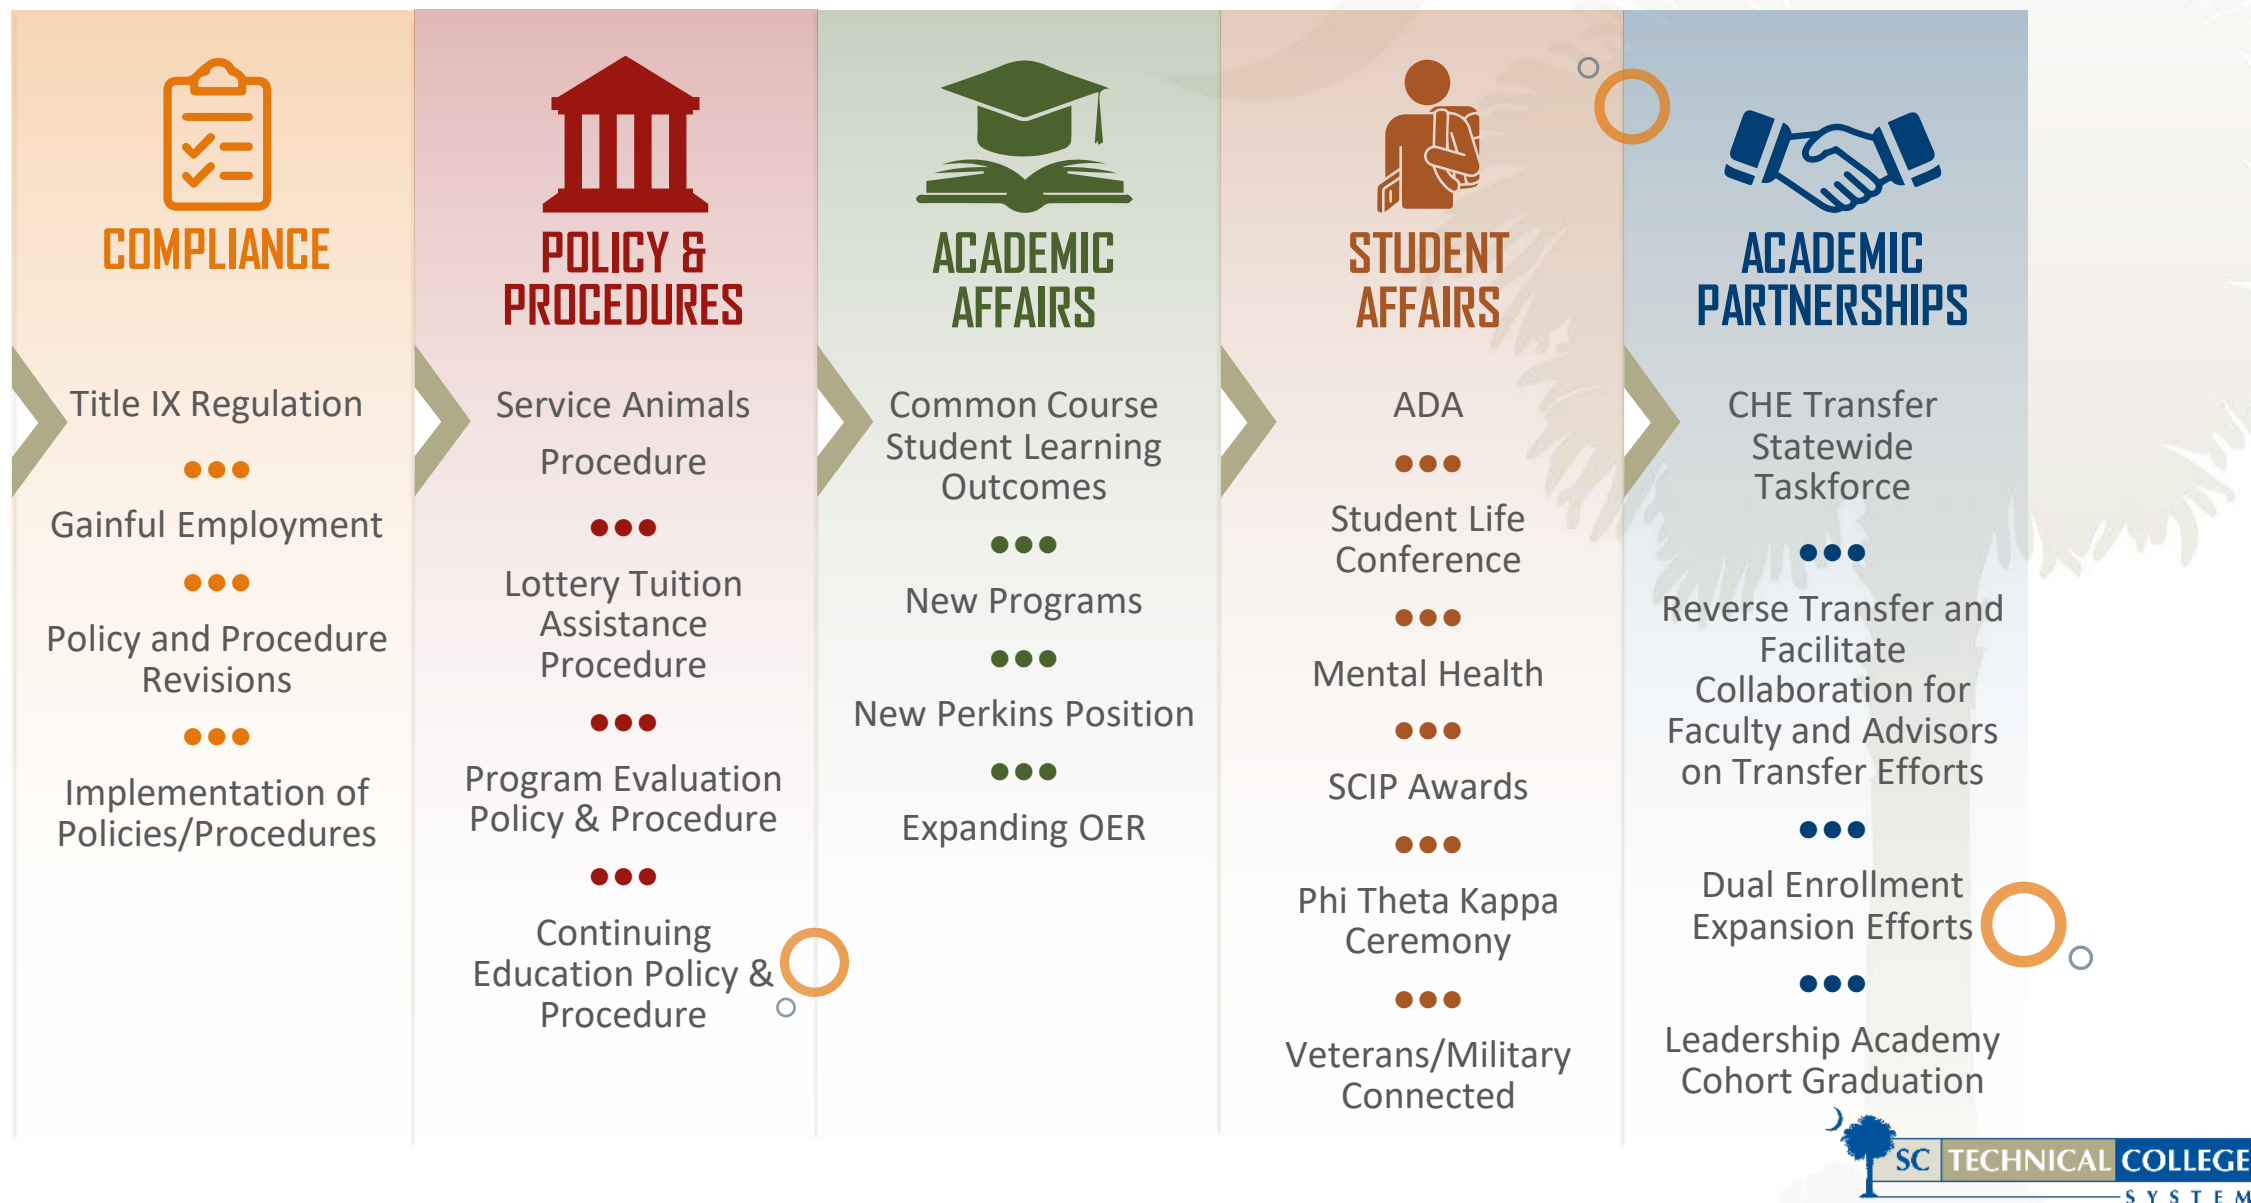 COMPLIANCE
Title IX Regulation
Gainful Employment
Policy and Procedure
Revisions
Implementation of
Policies/Procedures
POLICY &
PROCEDURES
Service Animals
Procedure
Lottery Tuition
Assistance
Procedure
Program Evaluation
Policy & Procedure
Continuing
Education Policy &
Procedure
ACADEMIC
AFFAIRS
Common Course
Student Learning
Outcomes
New Programs
New Perkins Position
Expanding OER
STUDENT
AFFAIRS
ADA
Student Life
Conference
Mental Health
SCIP Awards
Phi Theta Kappa
Ceremony
Veterans/Military
Connected
ACADEMIC
PARTNERSHIPS
CHE Transfer
Statewide
Taskforce
Reverse Transfer and
Facilitate
Collaboration for
Faculty and Advisors
on Transfer Efforts
Dual Enrollment
Expansion Efforts
Leadership Academy
Cohort Graduation
SC TECHNICAL COLLEGE
SYSTEM